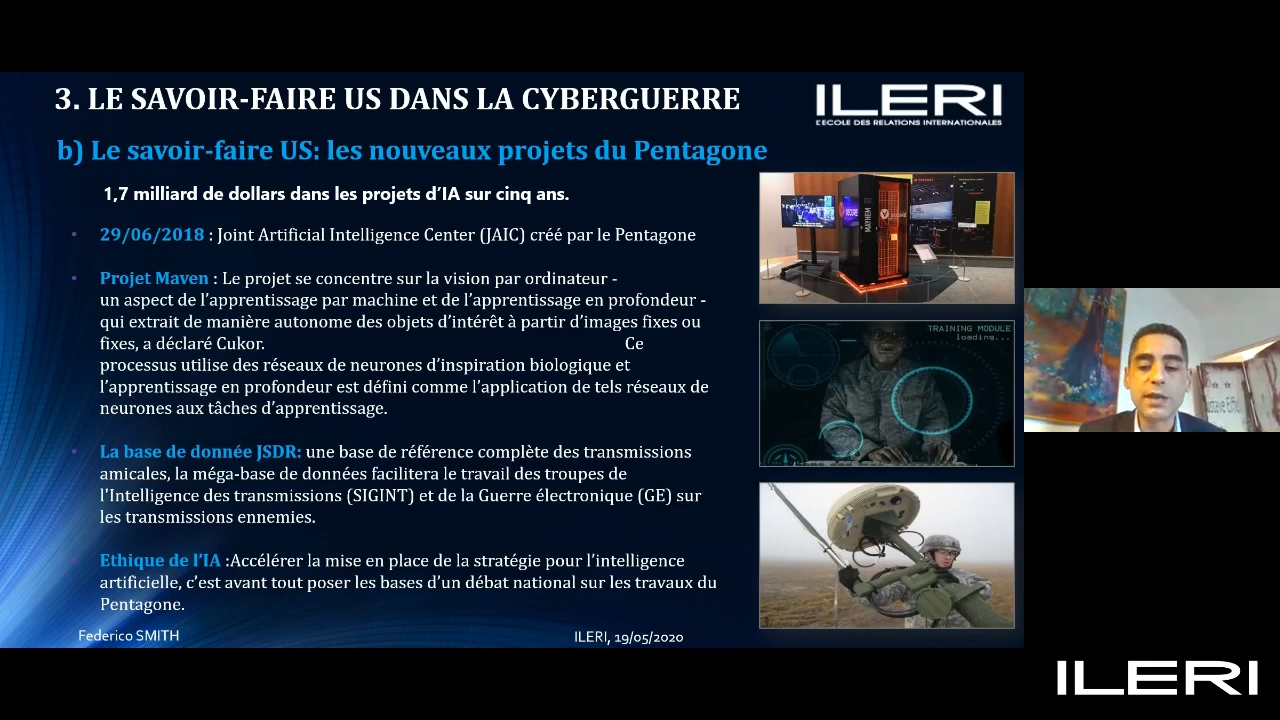 3. LE SAVOIR-FAIRE US DANS LA CYBERGUERRE
ILERI
L'ECOLE DES RELATIONS INTERNATIONALES
b) Le savoir-faire US: les nouveaux projets du Pentagone
1,7 milliard de dollars dans les projets d'IA sur cinq ans.
29/06/2018 : Joint Artificial Intelligence Center (JAIC) créé par le Pentagone
Projet Maven : Le projet se concentre sur la vision par ordinateur -
un aspect de l'apprentissage par machine et de l'apprentissage en profondeur -
qui extrait de manière autonome des objets d'intérêt à partir d'images fixes ou
fixes, a déclaré Cukor. Ce
processus utilise des réseaux de neurones d'inspiration biologique et
l'apprentissage en profondeur est défini comme l'application de tels réseaux de
neurones aux tâches d'apprentissage.
La base de donnée JSDR: une base de référence complète des transmissions
amicales, la méga-base de données facilitera le travail des troupes de
l'Intelligence des transmissions (SIGINT) et de la Guerre électronique (GE) sur
les transmissions ennemies.
Ethique de l'IA :Accélérer la mise en place de la stratégie pour l'intelligence
artificielle, c'est avant tout poser les bases d'un débat national sur les travaux du
Pentagone.
Federico SMITH
ILERI, 19/05/2020
MAYHEM
SECURE
TRAINING MODULE
loading...
ILERI